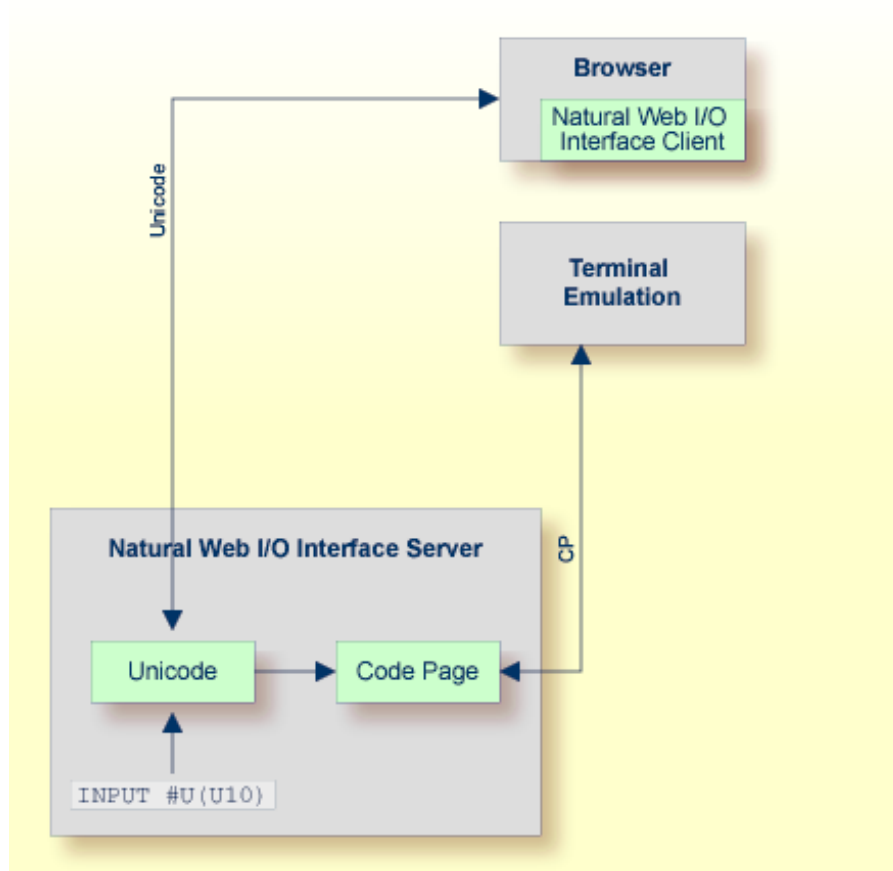 Browser
Natural Web I/O
Interface Client
Unicode
Terminal
Emulation
Natural Web I/O Interface Server
CP
Unicode
Code Page
INPUT #U(U10)